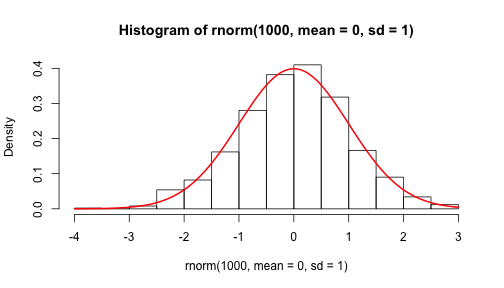 Histogram of rnorm(1000, mean = 0, sd = 1)
Density
0.4
0.3
0.2
0.1
0.0
-4 -3 -2 -1 0 1 2 3
rnorm(1000, mean = 0, sd = 1)